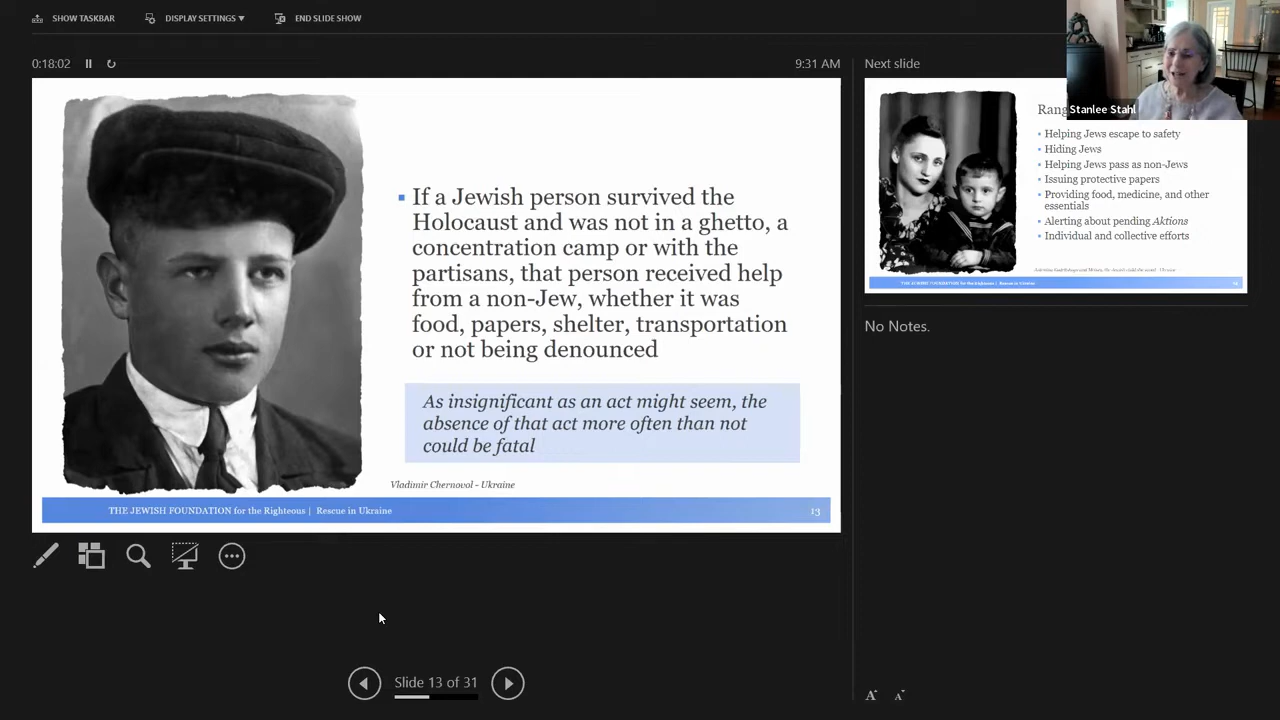 SHOW TASKBAR
DISPLAY SETTINGS ▼
END SLIDE SHOW
0:18:02
9:31 AM
If a Jewish person survived the
Holocaust and was not in a ghetto, a
concentration camp or with the
partisans, that person received help
from a non-Jew, whether it was
food, papers, shelter, transportation
or not being denounced
As insignificant as an act might seem, the
absence of that act more often than not
could be fatal
Vladimir Chernovol - Ukraine
THE JEWISH FOUNDATION for the Righteous | Rescue in Ukraine
13
Slide 13 of 31
Next slide
Stanlee Stahl
Helping Jews escape to safety
Hiding Jews
Helping Jews pass as non-Jews
Issuing protective papers
Providing food, medicine, and other
essentials
Alerting about pending Aktions
Individual and collective efforts
THE JEWISH FOUNDATION for the Righteous | Rescue in Ukraine
No Notes.
A A